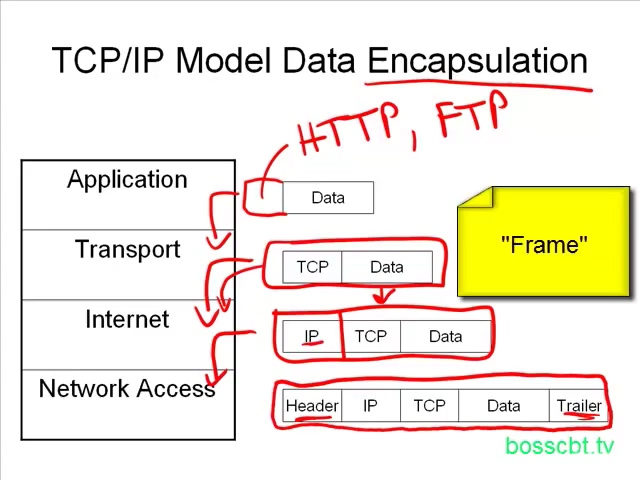 TCP/IP Model Data Encapsulation
HTTP, FTP
Application
Data
Transport
TCP Data
"Frame"
Internet
IP TCP Data
Network Access
Header IP TCP Data Trailer
bosscbt.tv